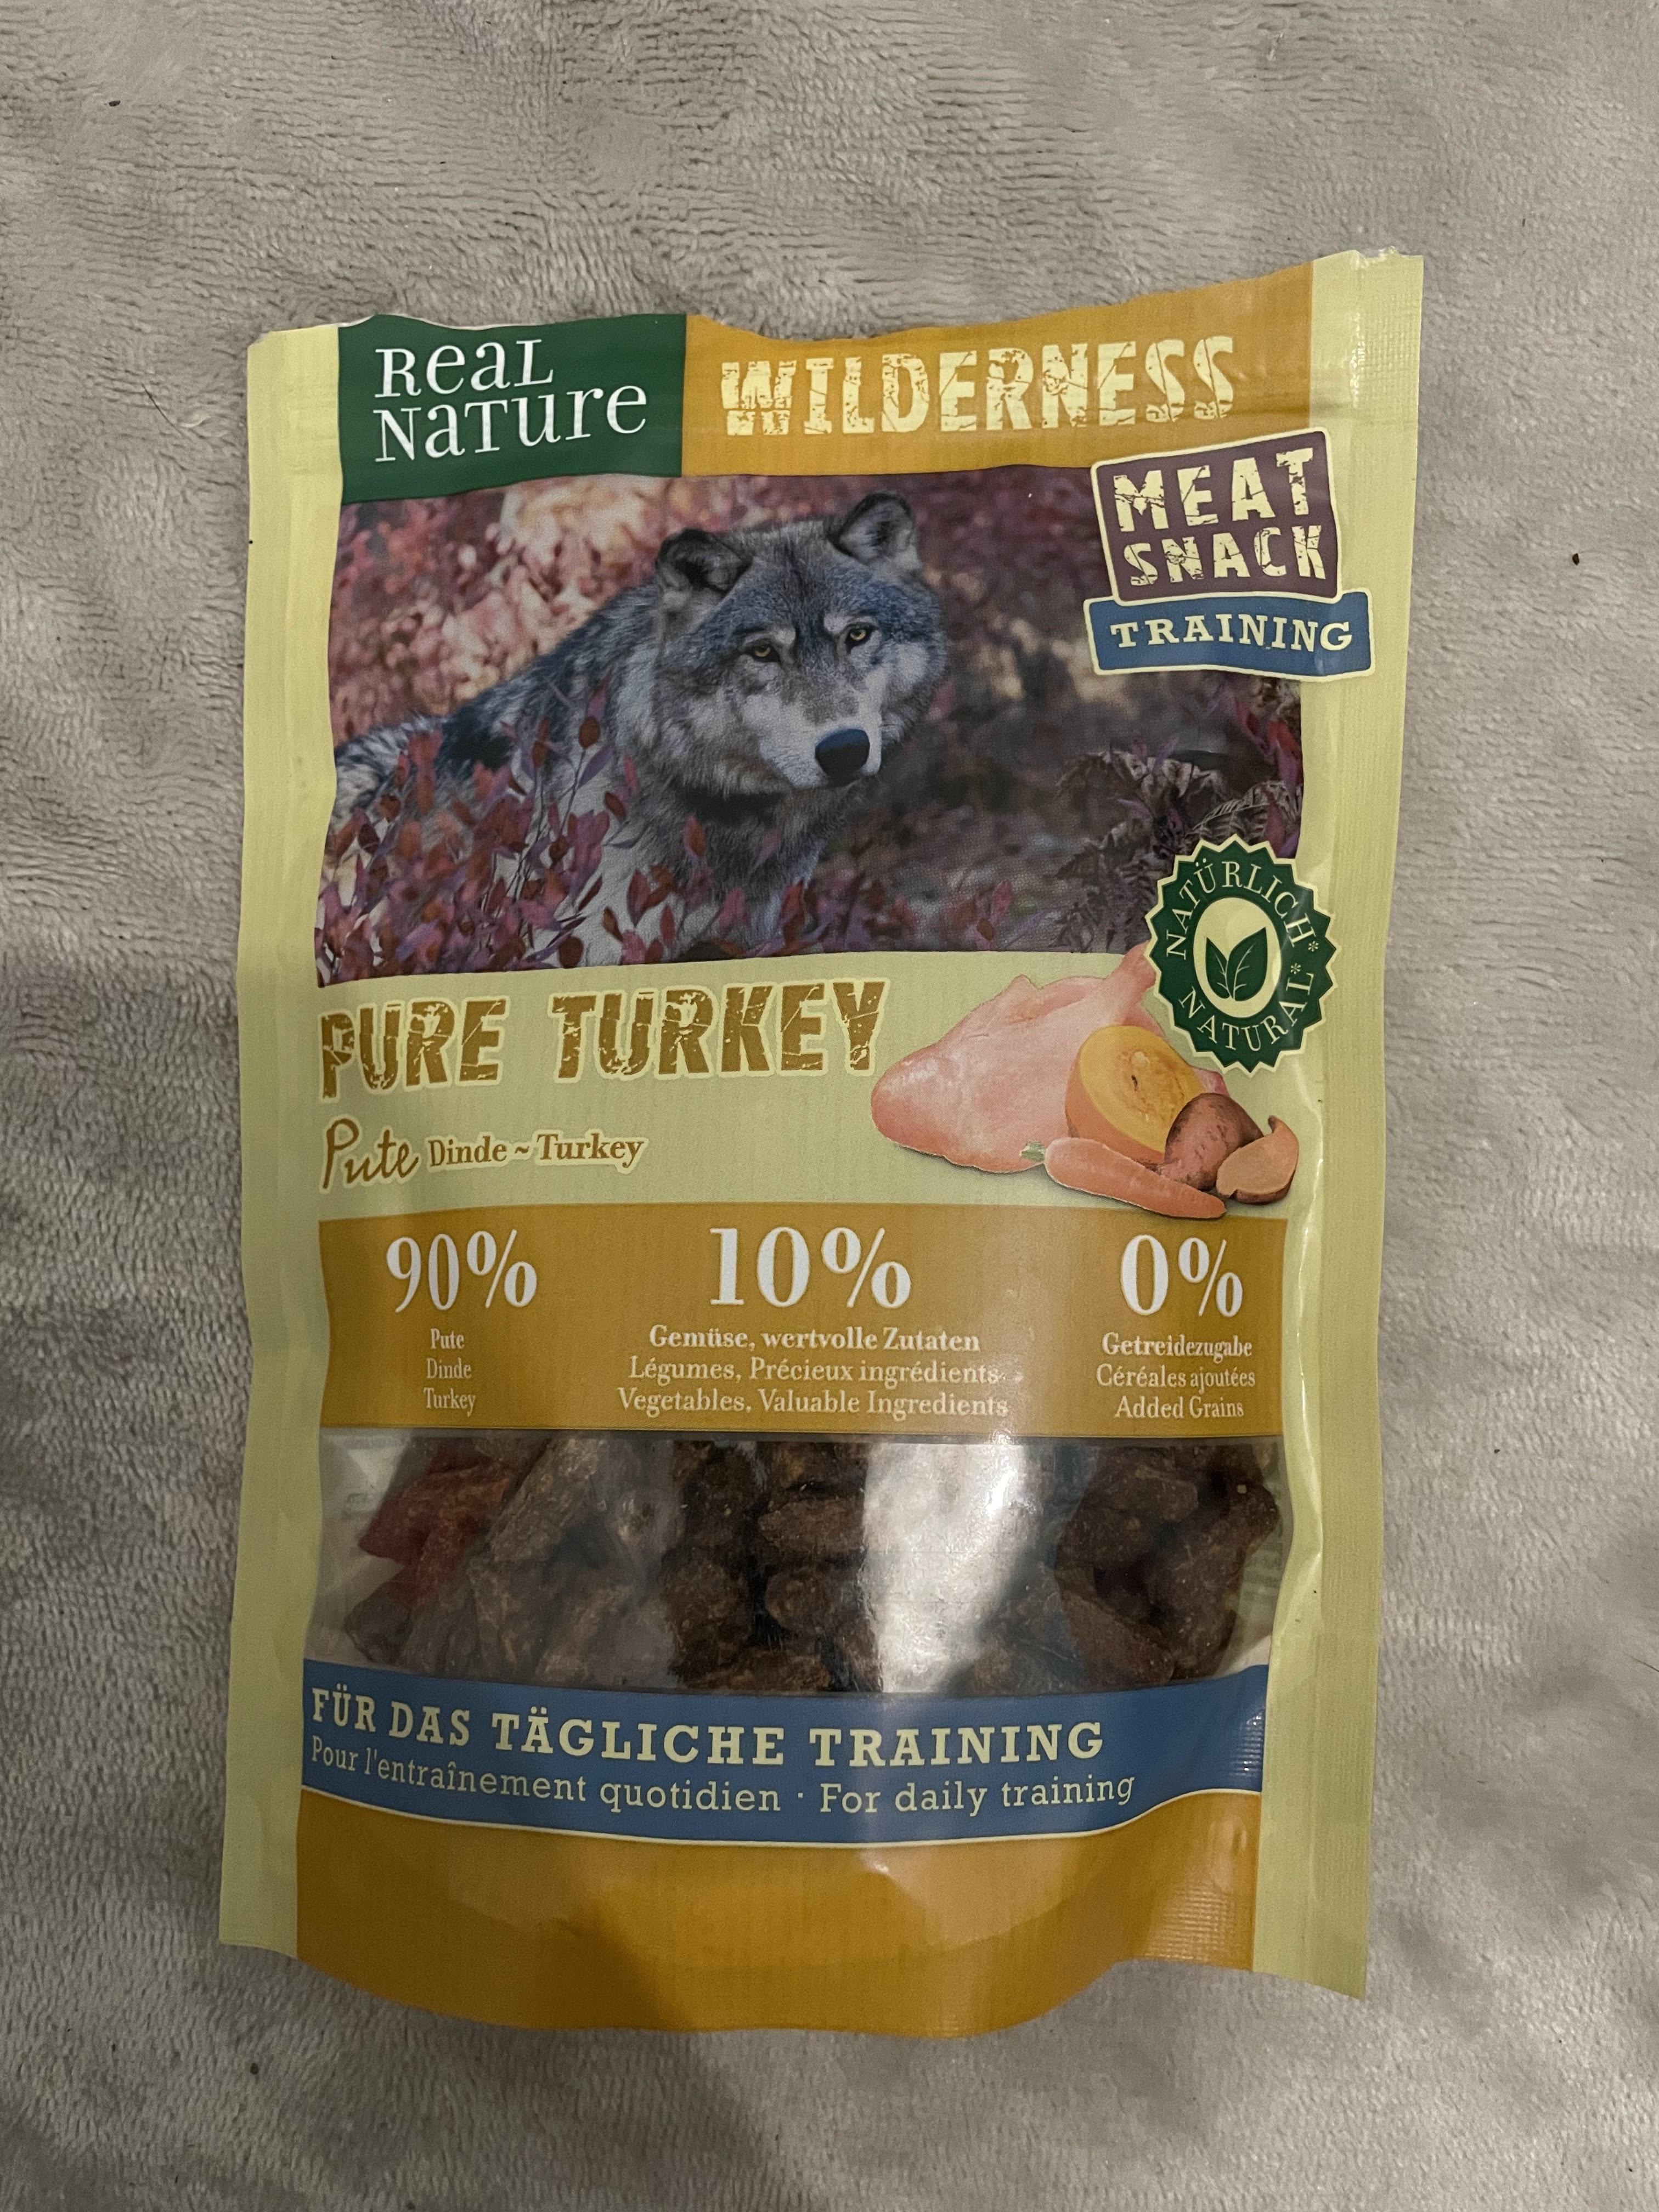 Real
Nature
WILDERNESS
MEAT
SNACK
TRAINING
NATÜRLICH*
NATURAL*
PURE TURKEY
Pute Dinde ~ Turkey
90%
Pute
Dinde
Turkey
10%
Gemüse, wertvolle Zutaten
Légumes, Précieux ingrédients
Vegetables, Valuable Ingredients
0%
Getreidezugabe
Céréales ajoutées
Added Grains
FÜR DAS TÄGLICHE TRAINING
Pour l'entraînement quotidien · For daily training